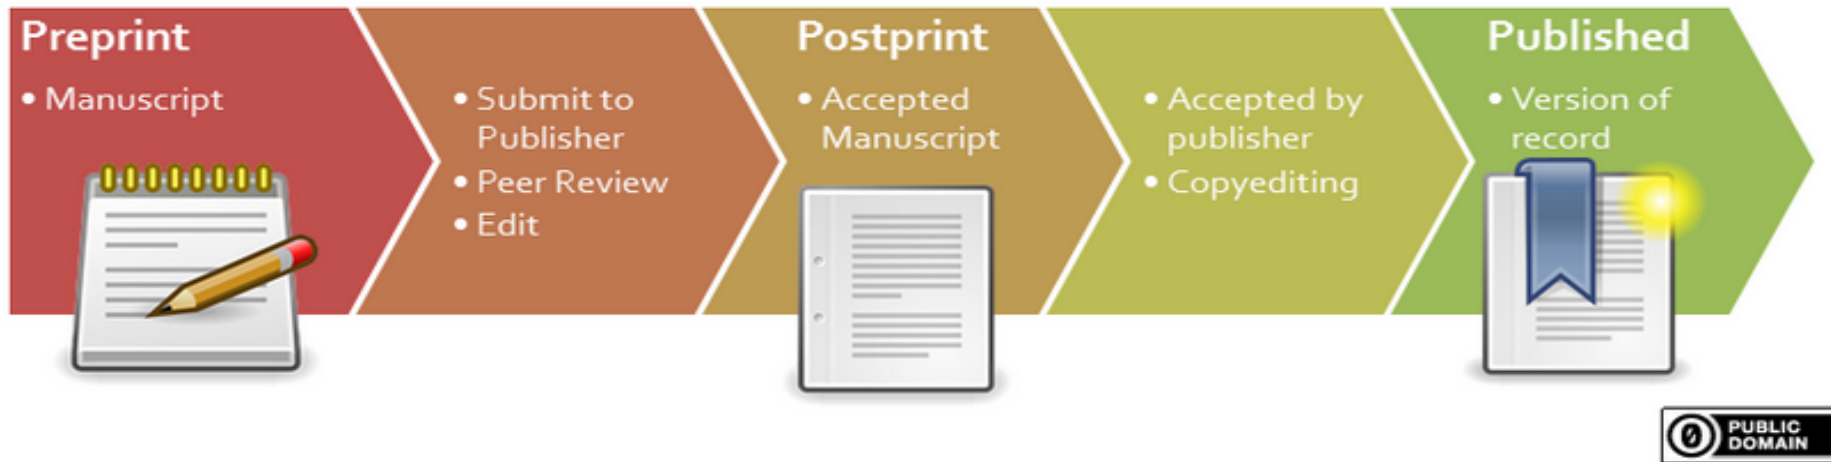 Preprint
• Manuscript
• Submit to
Publisher
• Peer Review
• Edit
Postprint
• Accepted
Manuscript
• Accepted by
publisher
• Copyediting
Published
• Version of
record
PUBLIC
DOMAIN